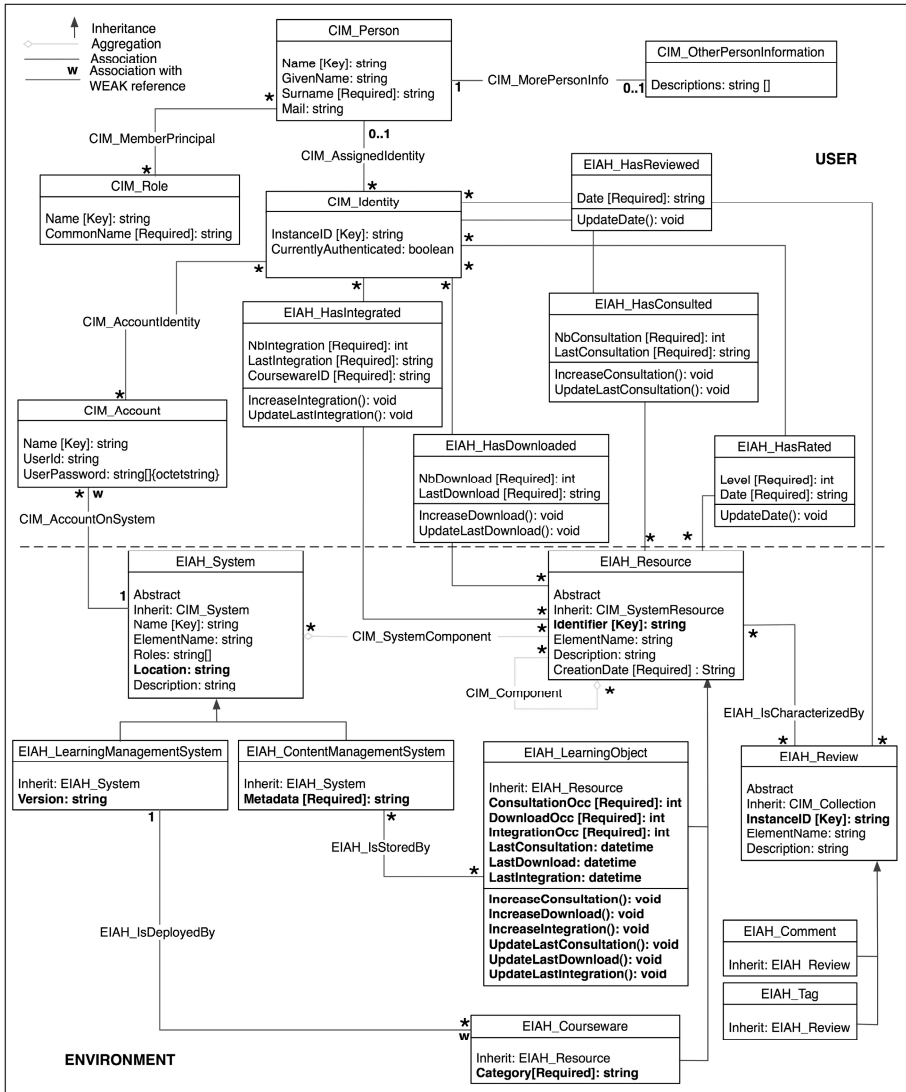 Inheritance
Aggregation
Association
w Association with
WEAK reference
CIM_Person
Name [Key]: string
GivenName: string
Surname [Required]: string
Mail: string
CIM_OtherPersonInformation
Descriptions: string []
1 CIM_MorePersonInfo 0..1
*
CIM_MemberPrincipal
*
0..1
CIM_AssignedIdentity
*
USER
CIM_Role
Name [Key]: string
CommonName [Required]: string
CIM_Identity
InstanceID [Key]: string
CurrentlyAuthenticated: boolean
* * *
* * *
EIAH_HasReviewed
Date [Required]: string
UpdateDate(): void
CIM_AccountIdentity
*
EIAH_HasIntegrated
NbIntegration [Required]: int
LastIntegration [Required]: string
CoursewareID [Required]: string
IncreaseIntegration(): void
UpdateLastIntegration(): void
EIAH_HasConsulted
NbConsultation [Required]: int
LastConsultation [Required]: string
IncreaseConsultation(): void
UpdateLastConsultation(): void
CIM_Account
Name [Key]: string
UserId: string
UserPassword: string[]{octetstring}
* w
CIM_AccountOnSystem
1
EIAH_HasDownloaded
NbDownload [Required]: int
LastDownload [Required]: string
IncreaseDownload(): void
UpdateLastDownload(): void
EIAH_HasRated
Level [Required]: int
Date [Required]: string
UpdateDate(): void
* *
EIAH_System
Abstract
Inherit: CIM_System
Name [Key]: string
ElementName: string
Roles: string[]
Location: string
Description: string
* CIM_SystemComponent *
* *
EIAH_Resource
Abstract
Inherit: CIM_SystemResource
Identifier [Key]: string
ElementName: string
Description: string
CreationDate [Required] : String
*
CIM_Component
*
*
EIAH_IsCharacterizedBy
* *
EIAH_LearningManagementSystem
Inherit: EIAH_System
Version: string
1
EIAH_ContentManagementSystem
Inherit: EIAH_System
Metadata [Required]: string
*
EIAH_IsStoredBy
*
EIAH_LearningObject
Inherit: EIAH_Resource
ConsultationOcc [Required]: int
DownloadOcc [Required]: int
IntegrationOcc [Required]: int
LastConsultation: datetime
LastDownload: datetime
LastIntegration: datetime
IncreaseConsultation(): void
IncreaseDownload(): void
IncreaseIntegration(): void
UpdateLastConsultation(): void
UpdateLastDownload(): void
UpdateLastIntegration(): void
EIAH_Review
Abstract
Inherit: CIM_Collection
InstanceID [Key]: string
ElementName: string
Description: string
EIAH_IsDeployedBy
EIAH_Comment
Inherit: EIAH_Review
EIAH_Tag
Inherit: EIAH_Review
*
w
EIAH_Courseware
Inherit: EIAH_Resource
Category[Required]: string
ENVIRONMENT